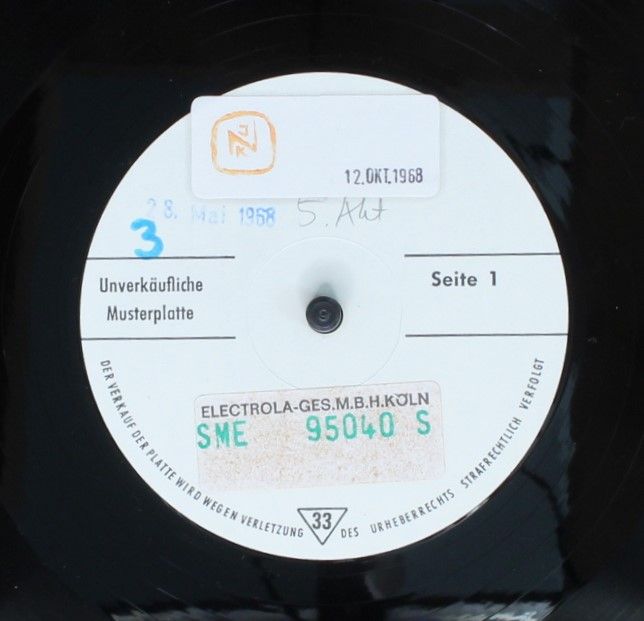 12.OKT.1968
28. Mai 1968 5. Akt
3
Unverkäufliche
Musterplatte
Seite 1
ELECTROLA-GES.M.B.H.KÖLN
SME 95040 S
DER VERKAUF DER PLATTE WIRD WEGEN VERLETZUNG DES URHEBERRECHTS STRAFRECHTLICH VERFOLGT
33